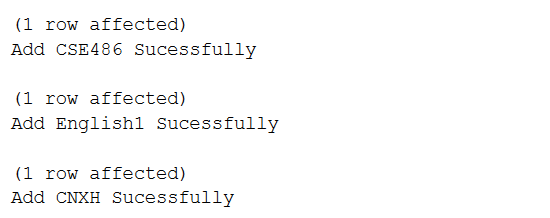 (1 row affected)
Add CSE486 Sucessfully
(1 row affected)
Add English1 Sucessfully
(1 row affected)
Add CNXH Sucessfully